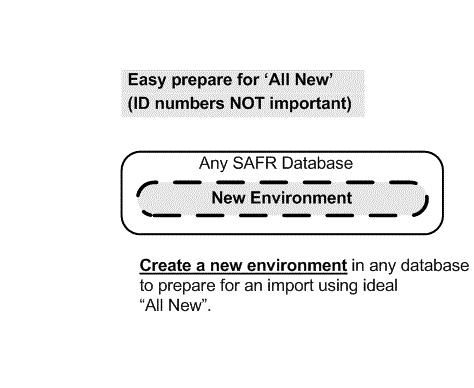 Easy prepare for ‘All New’
(ID numbers NOT important)
Any SAFR Database
New Environment
Create a new environment in any database
to prepare for an import using ideal
“All New”.